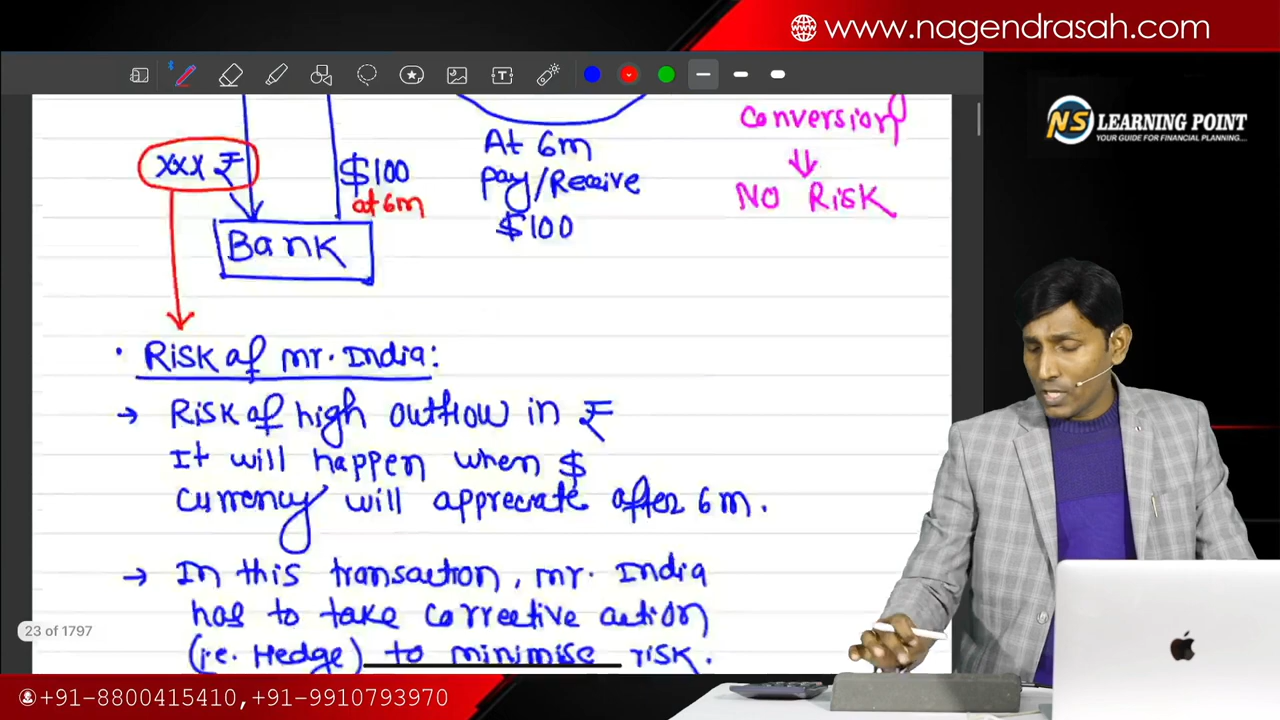 www.nagendrasah.com
NS LEARNING POINT
YOUR GUIDE FOR FINANCIAL PLANNING....
T
xxx ₹
$100
at 6m
Bank
At 6m
pay/Receive
$100
Conversion
No Risk
• Risk of mr. India:
→ Risk of high outflow in ₹
It will happen when $
currency will appreciate after 6m.
→ In this transaction, mr. India
has to take corrective action
(i.e. Hedge) to minimise risk.
23 of 1797
+91-8800415410, +91-9910793970